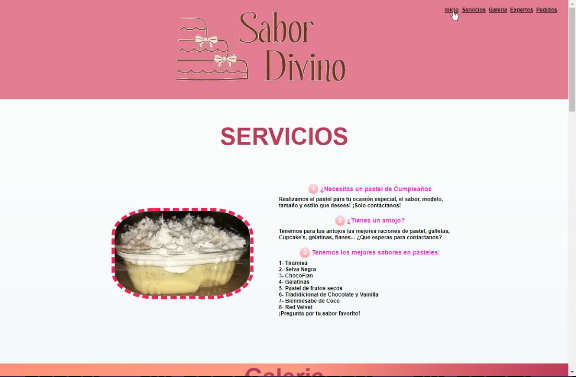 Inicio Servicios Galeria Expertos Pedidos
Sabor
Divino
SERVICIOS
1 ¿Necesitas un pastel de Cumpleaños
Realizamos el pastel para tu ocasión especial, el sabor, modelo,
tamaño y estilo que desees! ¡Solo contáctanos!
2 ¿Tienes un antojo?
Tenemos para tus antojos las mejores raciones de pastel, galletas,
Cupcake's, gelatinas, flanes... ¿Que esperas para contactanos?
3 Tenemos los mejores sabores en pasteles:
1- Tiramisú
2- Selva Negra
3- ChocoFlan
4- Gelatinas
5- Pastel de frutos secos
6- Tradidicional de Chocolate y Vainilla
7- Bienmesabe de Coco
8- Red Velvet
¡Pregunta por tu sabor favorito!
Galeria